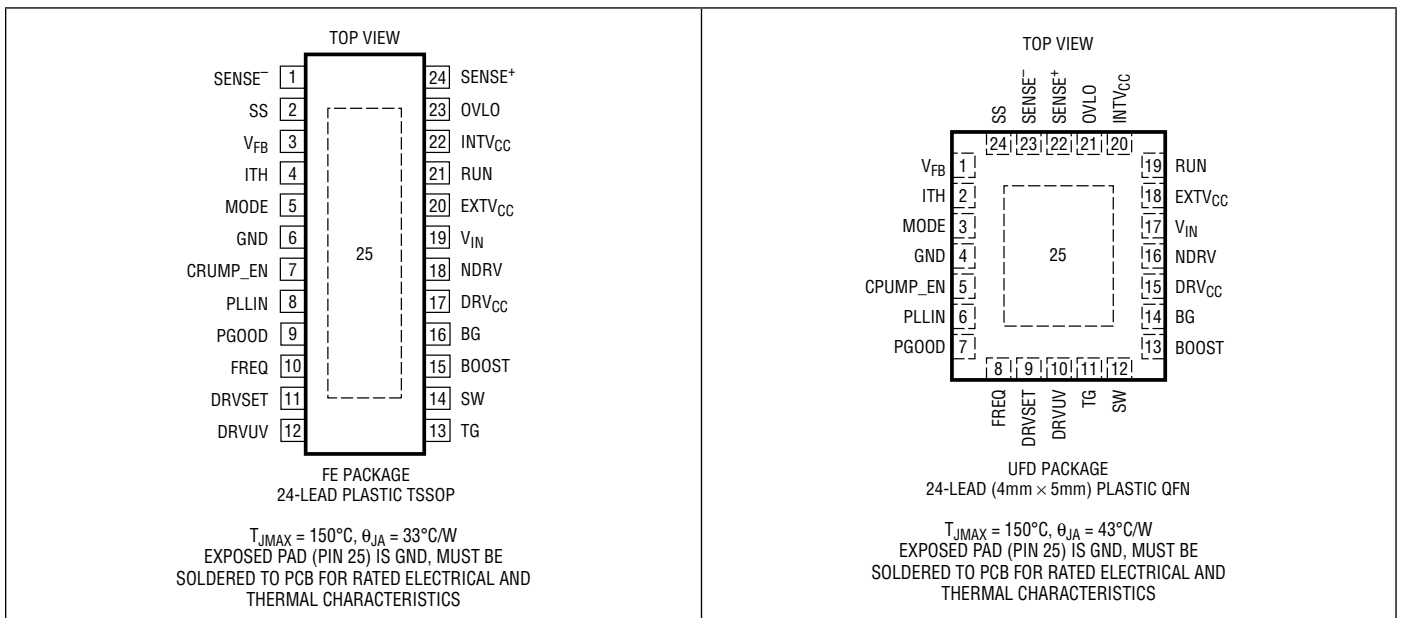 TOP VIEW
SENSE⁻ 1
SS 2
VFB 3
ITH 4
MODE 5
GND 6
CRUMP_EN 7
PLLIN 8
PGOOD 9
FREQ 10
DRVSET 11
DRVUV 12
25
24 SENSE⁺
23 OVLO
22 INTVCC
21 RUN
20 EXTVCC
19 VIN
18 NDRV
17 DRVCC
16 BG
15 BOOST
14 SW
13 TG
FE PACKAGE
24-LEAD PLASTIC TSSOP
TJMAX = 150°C, θJA = 33°C/W
EXPOSED PAD (PIN 25) IS GND, MUST BE
SOLDERED TO PCB FOR RATED ELECTRICAL AND
THERMAL CHARACTERISTICS
TOP VIEW
SS SENSE⁻ SENSE⁺ OVLO INTVCC
24 23 22 21 20
VFB 1
ITH 2
MODE 3
GND 4
CPUMP_EN 5
PLLIN 6
PGOOD 7
25
19 RUN
18 EXTVCC
17 VIN
16 NDRV
15 DRVCC
14 BG
13 BOOST
8 9 10 11 12
FREQ DRVSET DRVUV TG SW
UFD PACKAGE
24-LEAD (4mm × 5mm) PLASTIC QFN
TJMAX = 150°C, θJA = 43°C/W
EXPOSED PAD (PIN 25) IS GND, MUST BE
SOLDERED TO PCB FOR RATED ELECTRICAL AND
THERMAL CHARACTERISTICS